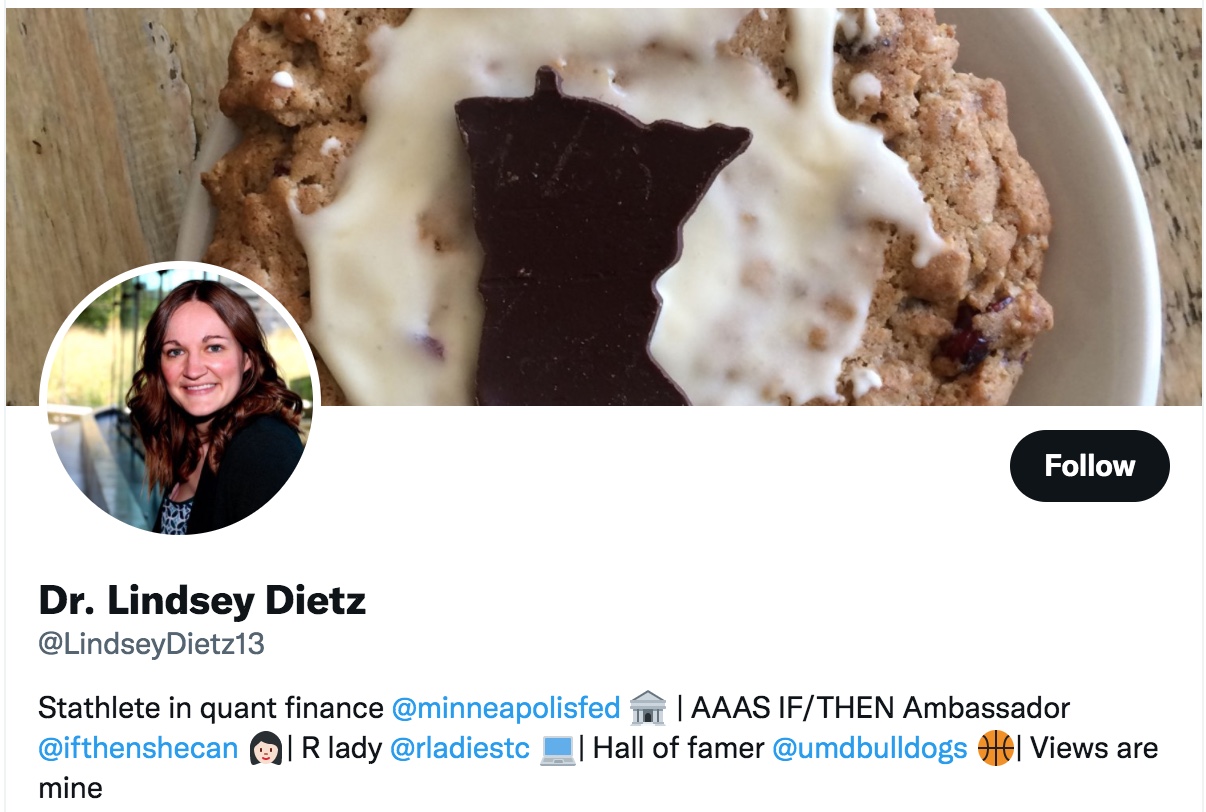 Follow
Dr. Lindsey Dietz
@LindseyDietz13
Stathlete in quant finance @minneapolisfed 🏛️ | AAAS IF/THEN Ambassador
@ifthenshecan 👩🏻| R lady @rladiestc 💻| Hall of famer @umdbulldogs 🏀| Views are
mine